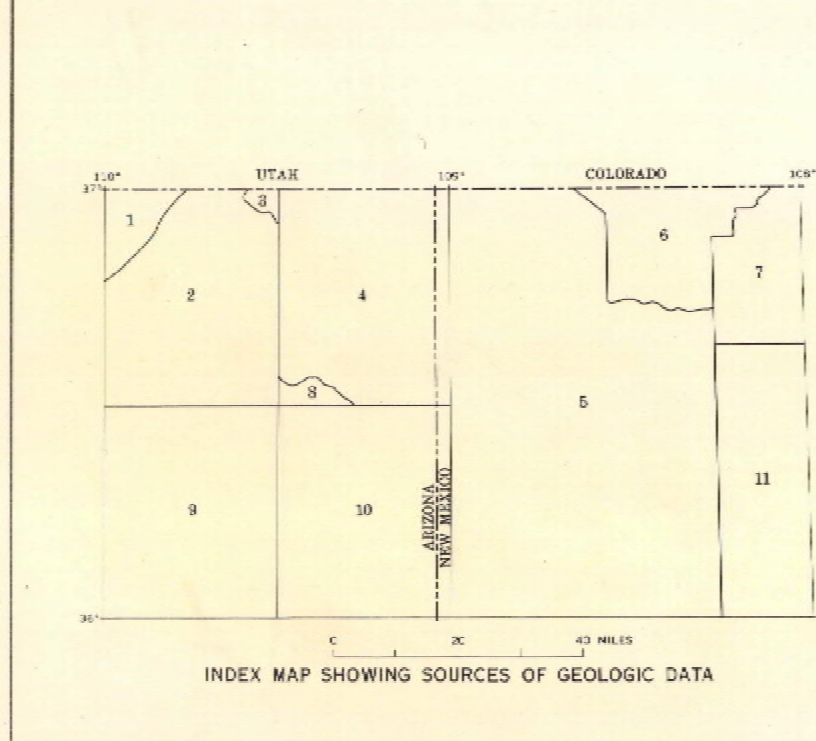 110° UTAH 109° COLORADO 108°
37°
1
3
6
7
2
4
8
5
9
10
11
ARIZONA
NEW MEXICO
36°
0 20 40 MILES
INDEX MAP SHOWING SOURCES OF GEOLOGIC DATA